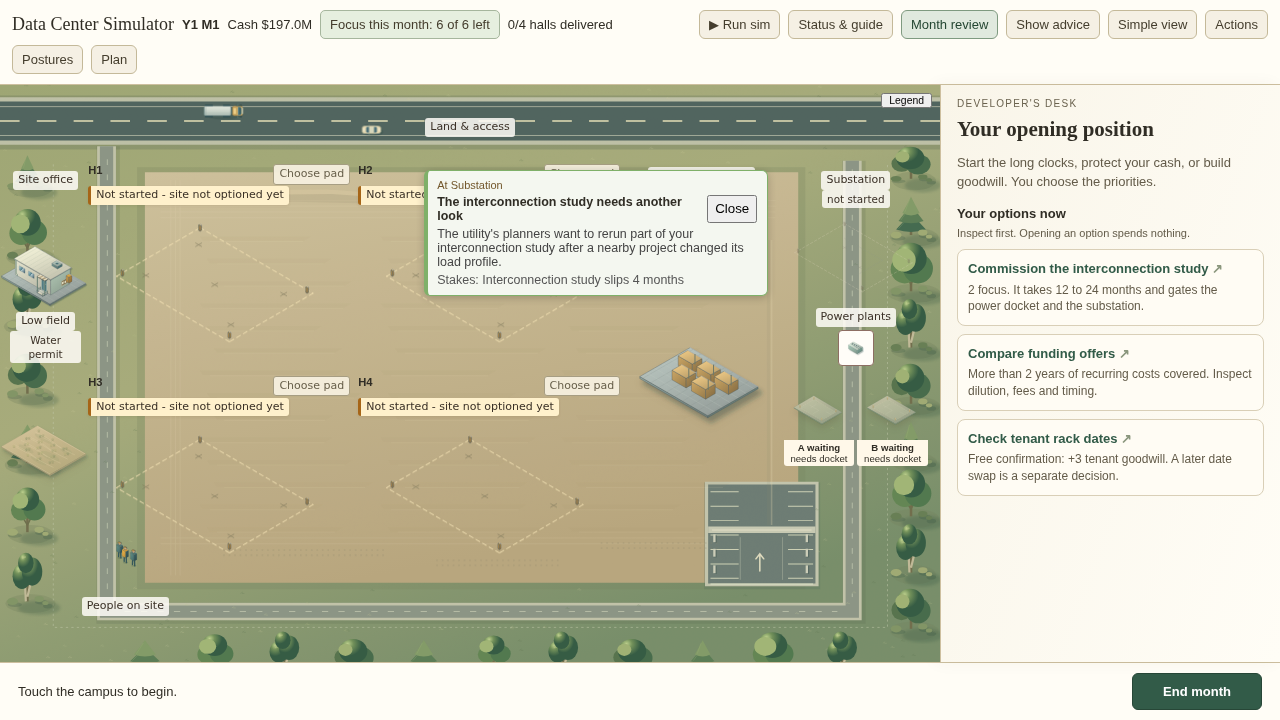 Data Center Simulator Y1 M1 Cash $197.0M Focus this month: 6 of 6 left 0/4 halls delivered
▶ Run sim Status & guide Month review Show advice Simple view Actions
Postures Plan
Legend
Land & access
Site office
H1 Choose pad
Not started - site not optioned yet
H2
Not started
Substation
not started
At Substation
The interconnection study needs another
look
Close
The utility's planners want to rerun part of your
interconnection study after a nearby project changed its
load profile.
Stakes: Interconnection study slips 4 months
Low field
Water
permit
Power plants
H3 Choose pad
Not started - site not optioned yet
H4 Choose pad
Not started - site not optioned yet
A waiting
needs docket
B waiting
needs docket
People on site
DEVELOPER'S DESK
Your opening position
Start the long clocks, protect your cash, or build
goodwill. You choose the priorities.
Your options now
Inspect first. Opening an option spends nothing.
Commission the interconnection study ↗
2 focus. It takes 12 to 24 months and gates the
power docket and the substation.
Compare funding offers ↗
More than 2 years of recurring costs covered. Inspect
dilution, fees and timing.
Check tenant rack dates ↗
Free confirmation: +3 tenant goodwill. A later date
swap is a separate decision.
Touch the campus to begin.
End month